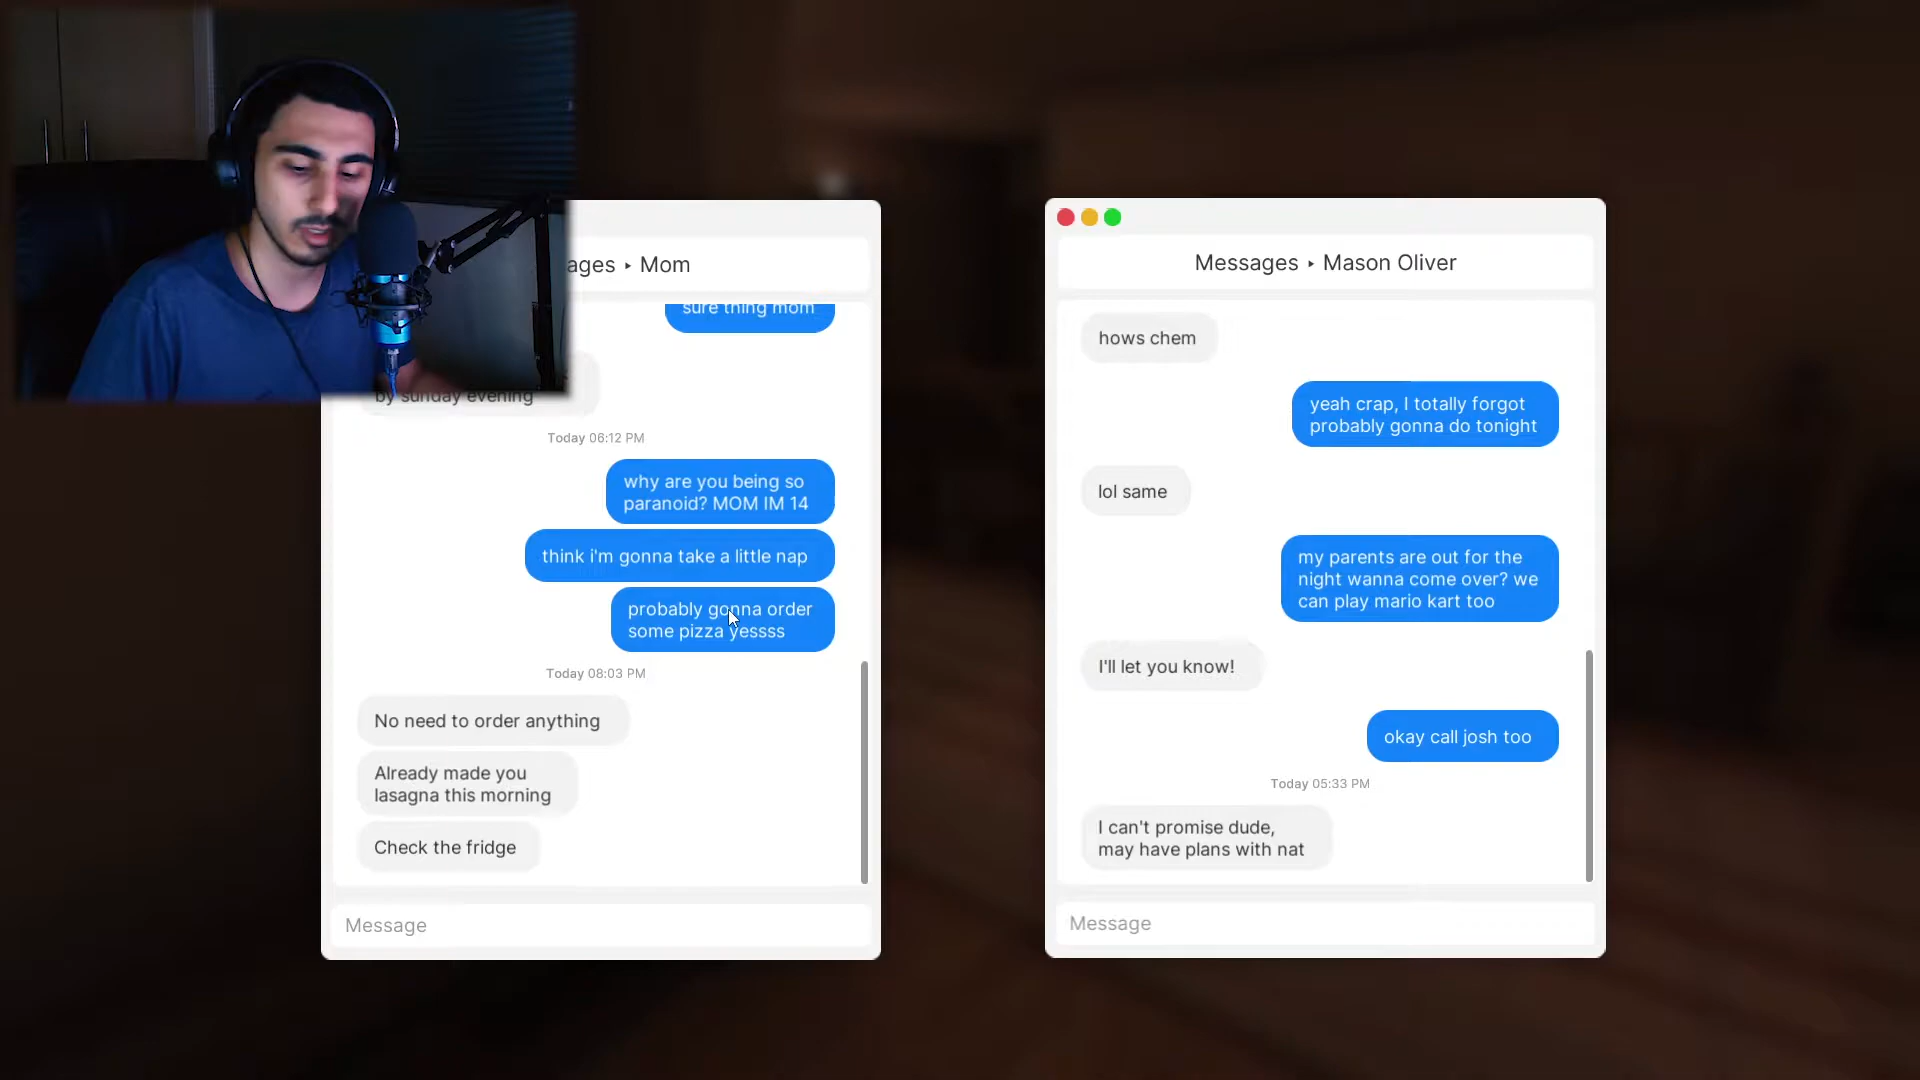 ages ▸ Mom
sure thing mom
by sunday evening
Today 06:12 PM
why are you being so
paranoid? MOM IM 14
think i'm gonna take a little nap
probably gonna order
some pizza yessss
Today 08:03 PM
No need to order anything
Already made you
lasagna this morning
Check the fridge
Message
Messages ▸ Mason Oliver
hows chem
yeah crap, I totally forgot
probably gonna do tonight
lol same
my parents are out for the
night wanna come over? we
can play mario kart too
I'll let you know!
okay call josh too
Today 05:33 PM
I can't promise dude,
may have plans with nat
Message